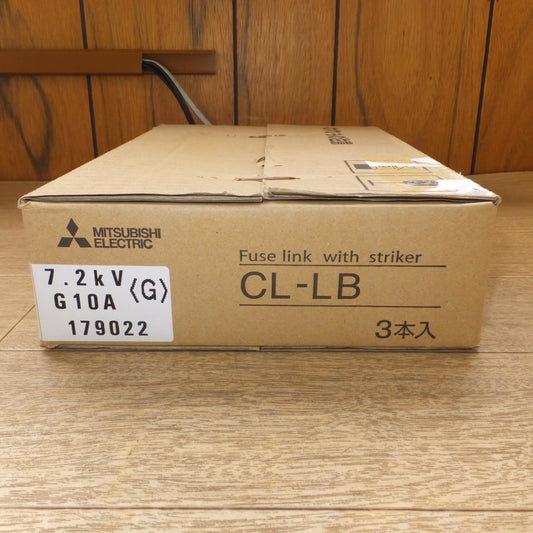 MITSUBISHI
ELECTRIC
7.2kV
G10A 〈G〉
179022
Fuse link with striker
CL-LB
3本入